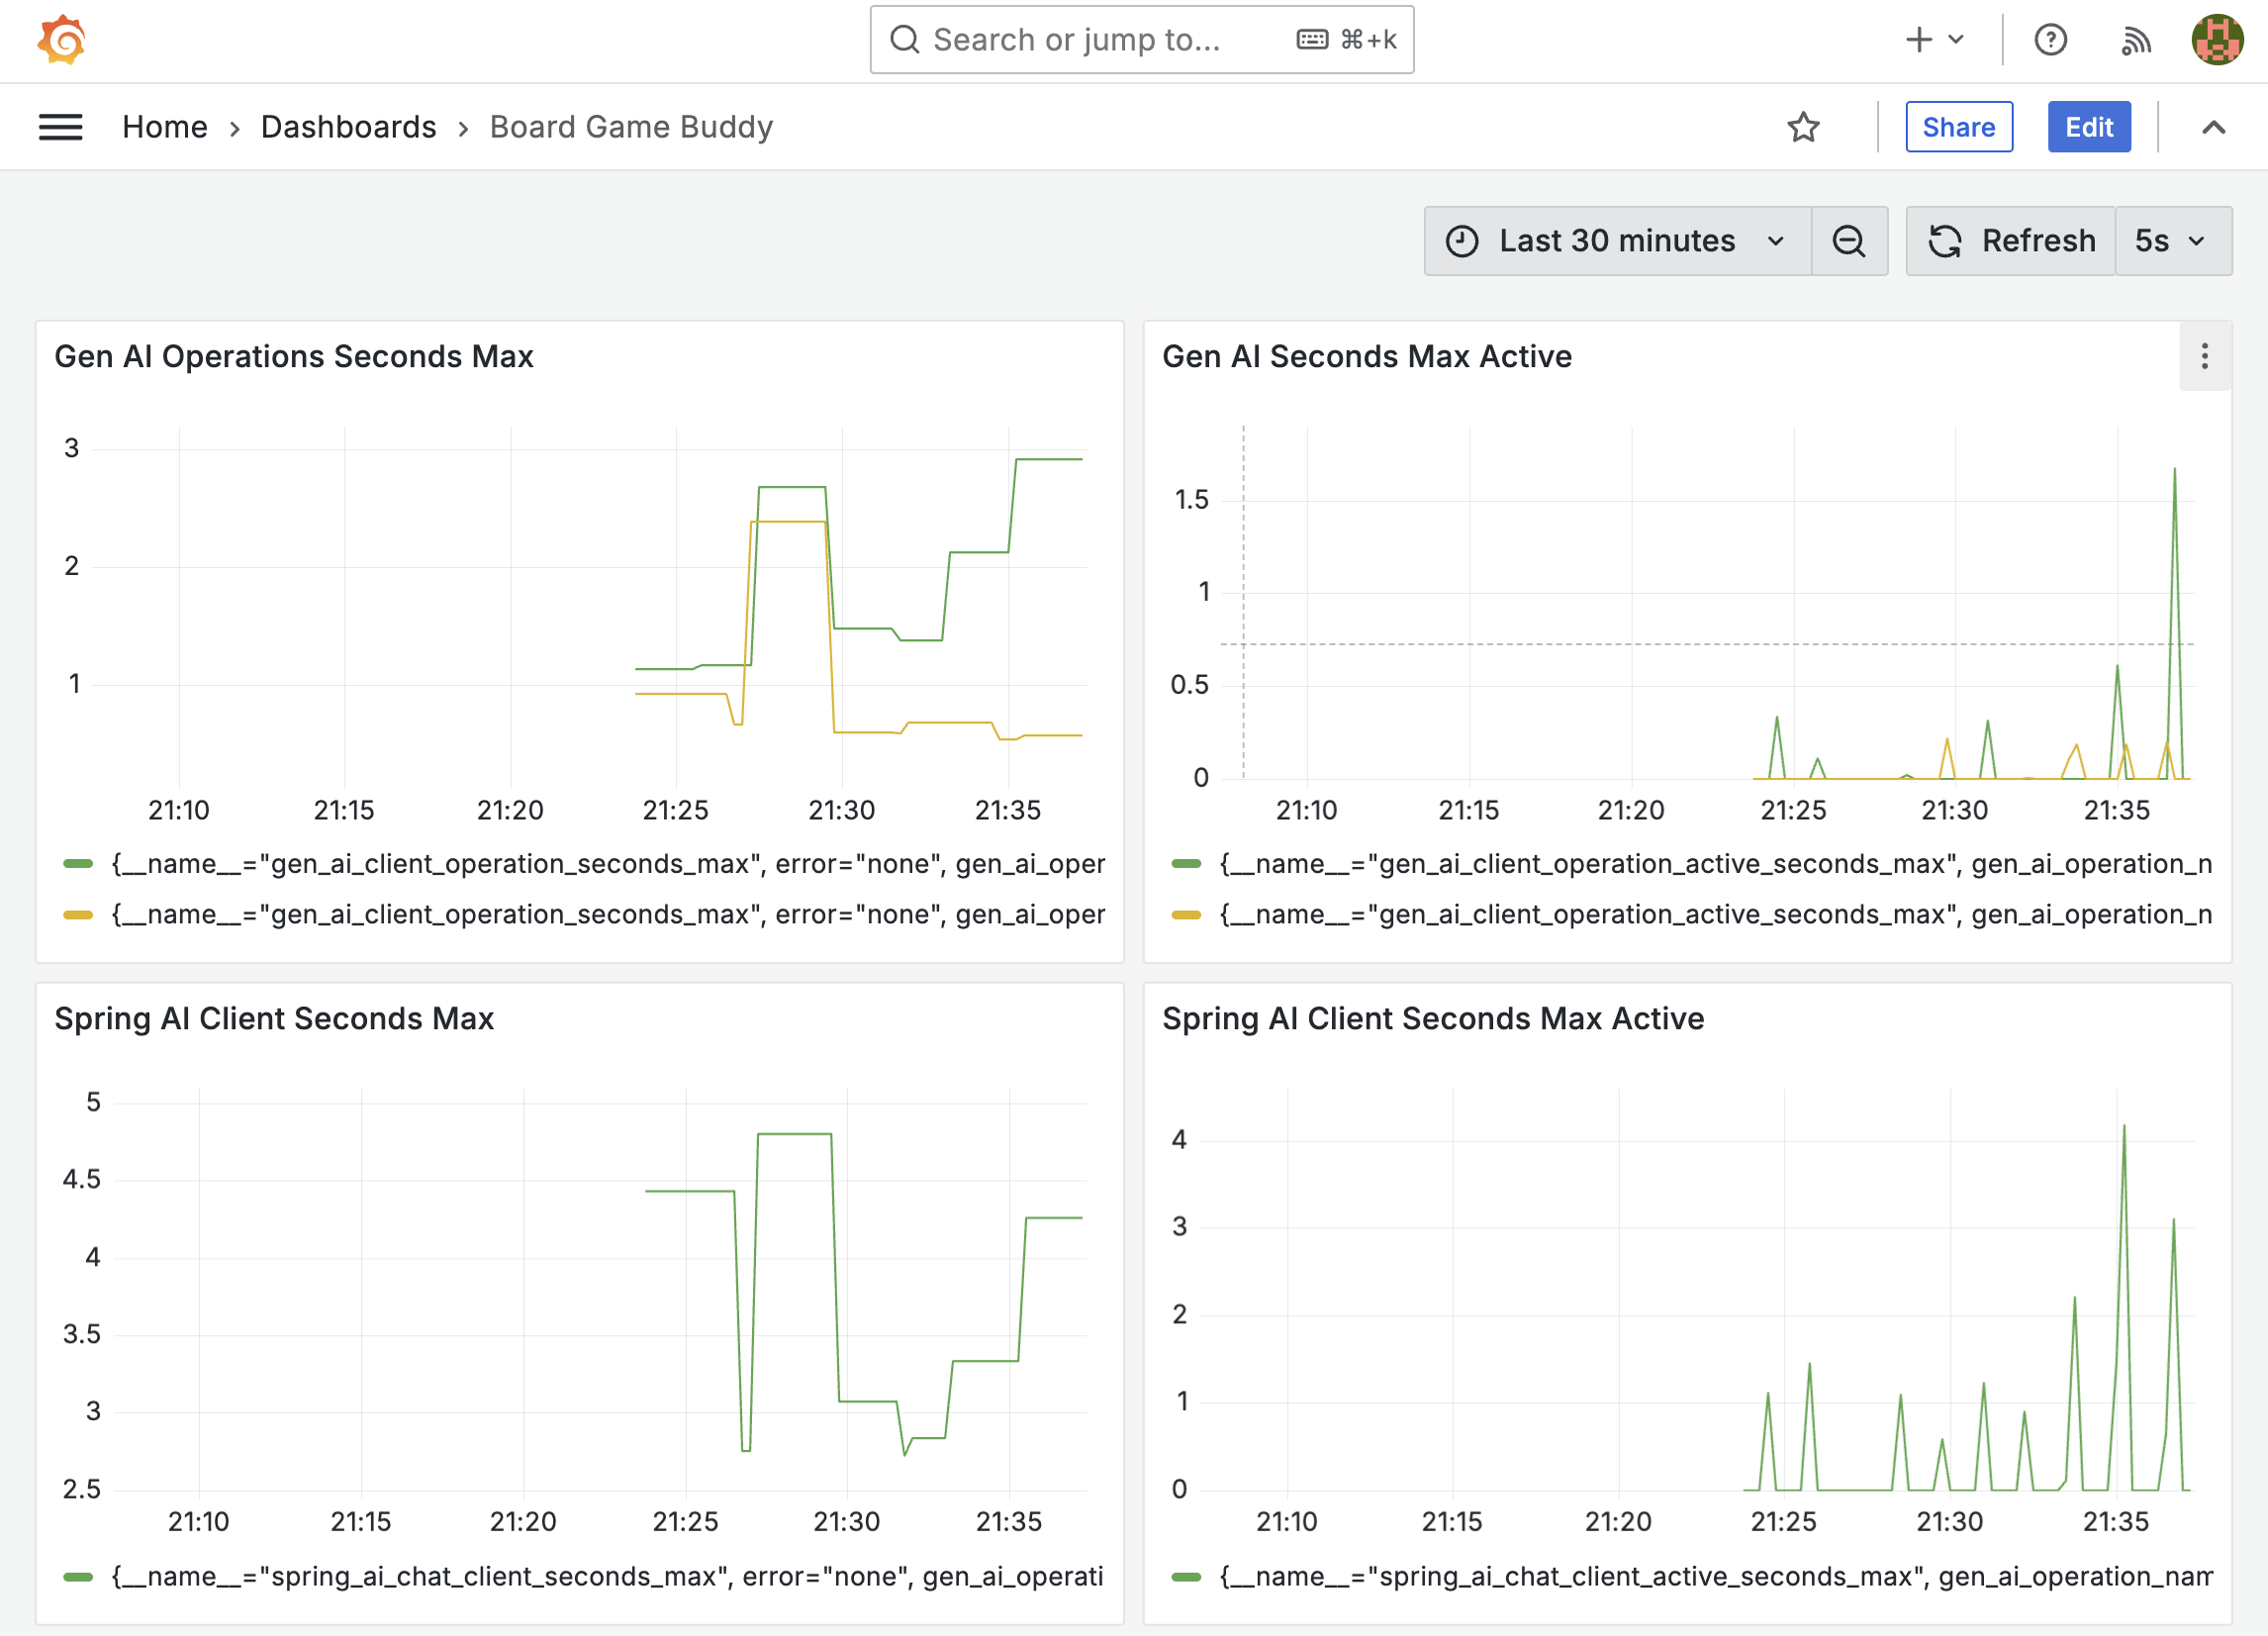 Search or jump to... ⌘+k
Home › Dashboards › Board Game Buddy
Share Edit
Last 30 minutes Refresh 5s
Gen AI Operations Seconds Max
3
2
1
21:10 21:15 21:20 21:25 21:30 21:35
{__name__="gen_ai_client_operation_seconds_max", error="none", gen_ai_oper
{__name__="gen_ai_client_operation_seconds_max", error="none", gen_ai_oper
Gen AI Seconds Max Active
1.5
1
0.5
0
21:10 21:15 21:20 21:25 21:30 21:35
{__name__="gen_ai_client_operation_active_seconds_max", gen_ai_operation_n
{__name__="gen_ai_client_operation_active_seconds_max", gen_ai_operation_n
Spring AI Client Seconds Max
5
4.5
4
3.5
3
2.5
21:10 21:15 21:20 21:25 21:30 21:35
{__name__="spring_ai_chat_client_seconds_max", error="none", gen_ai_operati
Spring AI Client Seconds Max Active
4
3
2
1
0
21:10 21:15 21:20 21:25 21:30 21:35
{__name__="spring_ai_chat_client_active_seconds_max", gen_ai_operation_nam